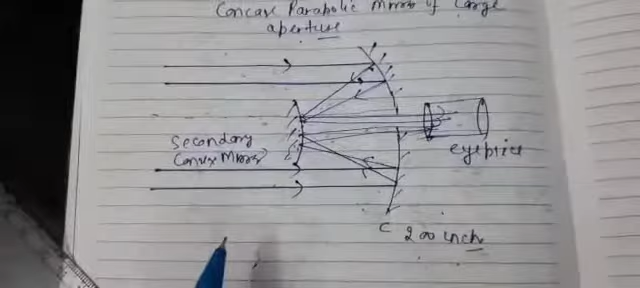 Concave Parabolic Mirror of Large
aperture
Secondary
Convex Mirror
eyepiece
C
200 inch